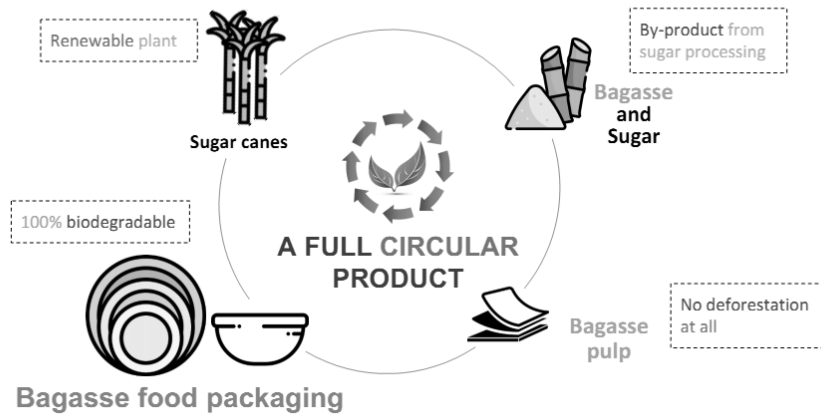 Renewable plant
Sugar canes
By-product from
sugar processing
Bagasse
and
Sugar
100% biodegradable
A FULL CIRCULAR
PRODUCT
No deforestation
at all
Bagasse
pulp
Bagasse food packaging